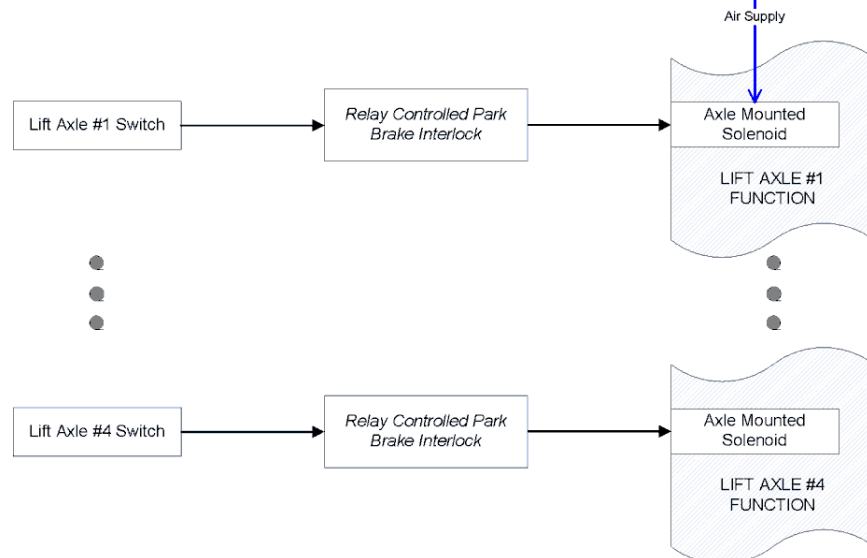 Air Supply
Lift Axle #1 Switch
Relay Controlled Park
Brake Interlock
Axle Mounted
Solenoid
LIFT AXLE #1
FUNCTION
Lift Axle #4 Switch
Relay Controlled Park
Brake Interlock
Axle Mounted
Solenoid
LIFT AXLE #4
FUNCTION